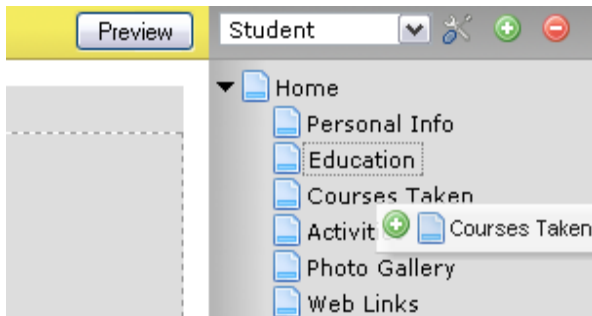 Preview
Student
Home
Personal Info
Education
Courses Taken
Activit
Courses Taken
Photo Gallery
Web Links